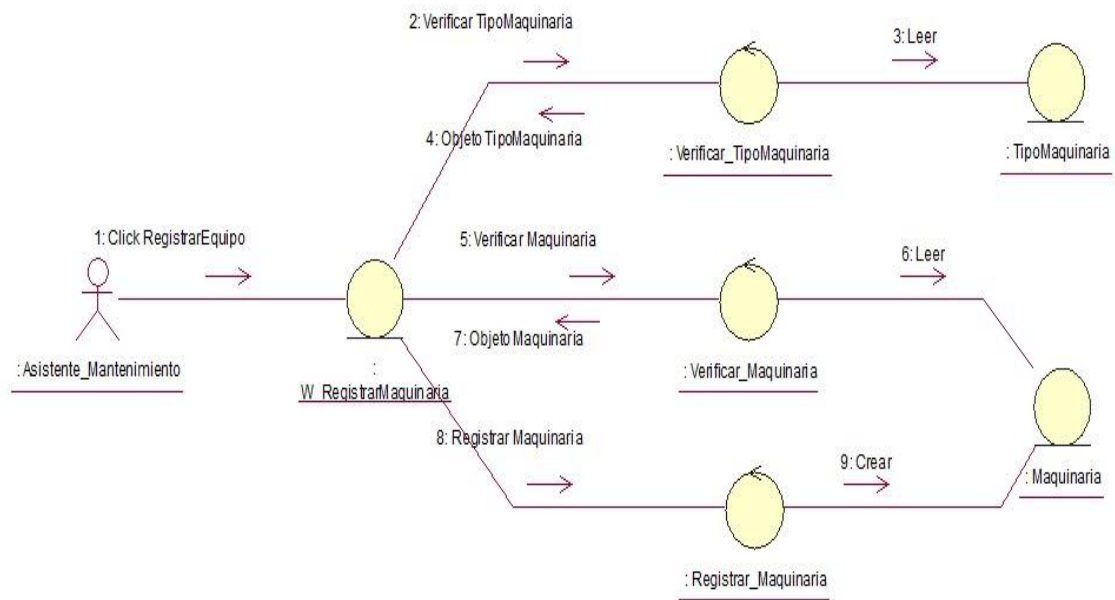 2: Verificar TipoMaquinaria
3: Leer
4: Objeto TipoMaquinaria
: Verificar_TipoMaquinaria
: TipoMaquinaria
1: Click RegistrarEquipo
5: Verificar Maquinaria
6: Leer
7: Objeto Maquinaria
: Asistente_Mantenimiento
:
W_RegistrarMaquinaria
: Verificar_Maquinaria
8: Registrar Maquinaria
9: Crear
: Maquinaria
: Registrar_Maquinaria